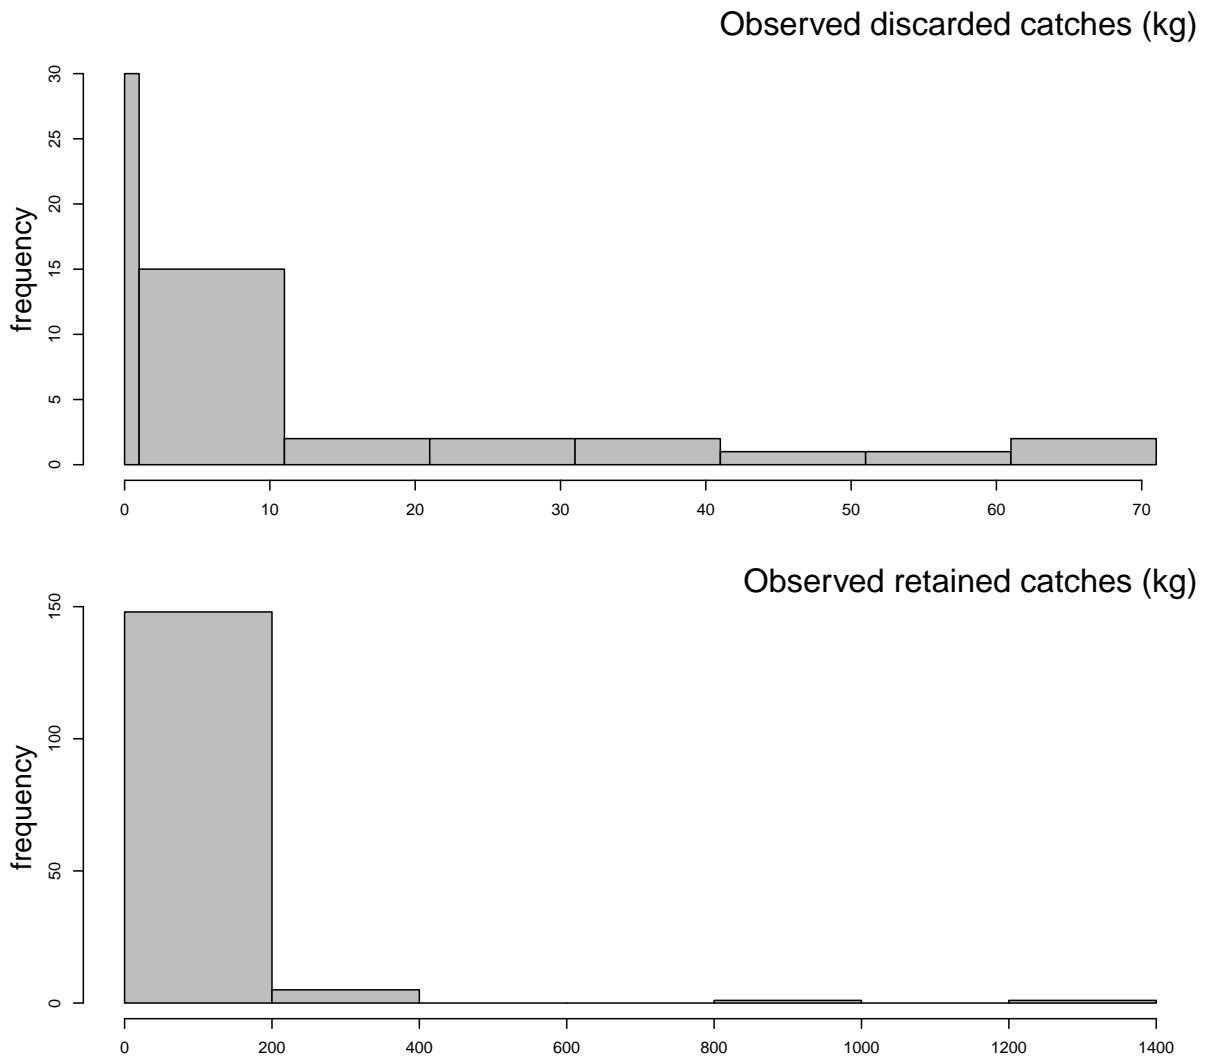 Observed discarded catches (kg)
frequency
30
25
20
15
10
5
0
0 10 20 30 40 50 60 70
Observed retained catches (kg)
frequency
150
100
50
0
0 200 400 600 800 1000 1200 1400